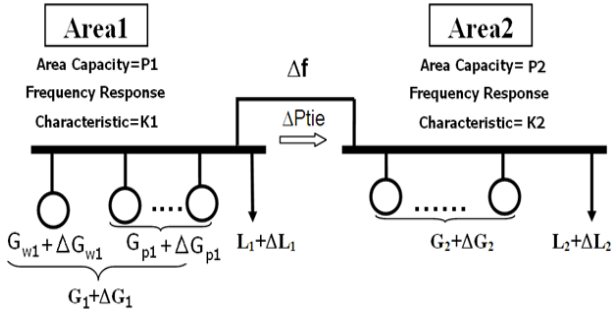 Area1
Area Capacity=P1
Frequency Response
Characteristic=K1
Area2
Area Capacity= P2
Frequency Response
Characteristic= K2
Δf
ΔPtie
....
......
Gw1+ΔGw1
Gp1+ΔGp1
L1+ΔL1
G2+ΔG2
L2+ΔL2
G1+ΔG1